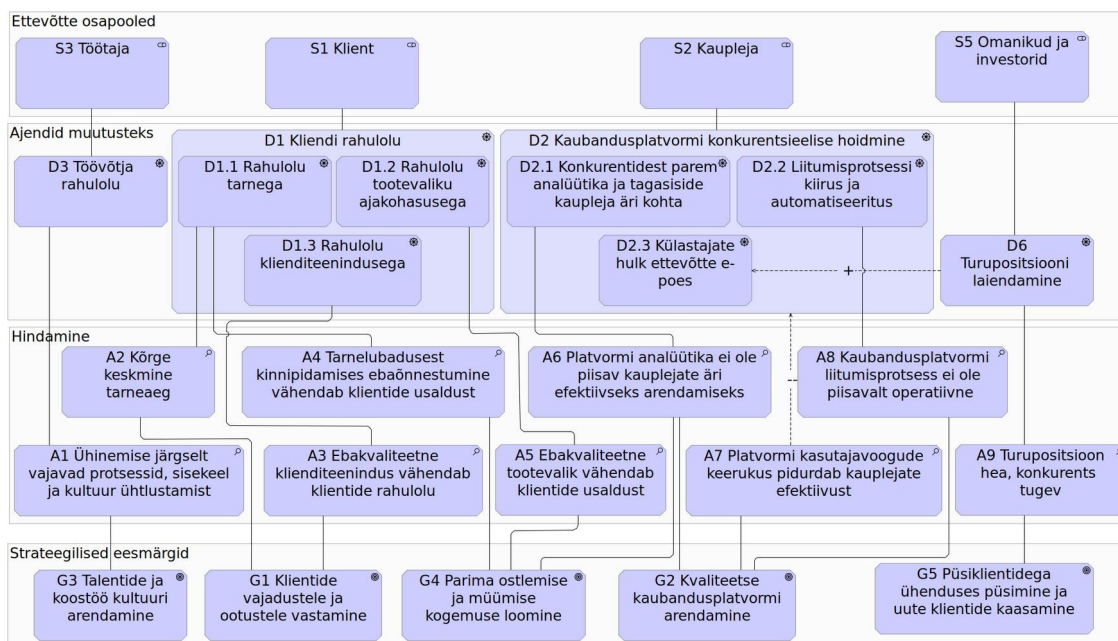 Ettevõtte osapooled
S3 Töötaja
S1 Klient
S2 Kaupleja
S5 Omanikud ja
investorid
Ajendid muutusteks
D3 Töövõtja
rahulolu
D1 Kliendi rahulolu
D1.1 Rahulolu
tarnega
D1.2 Rahulolu
tootevaliku
ajakohasusega
D1.3 Rahulolu
klienditeenindusega
D2 Kaubandusplatvormi konkurentsieelise hoidmine
D2.1 Konkurentidest parem
analüütika ja tagasiside
kaupleja äri kohta
D2.2 Liitumisprotsessi
kiirus ja
automatiseeritus
D2.3 Külastajate
hulk ettevõtte e-
poes
+
D6
Turupositsiooni
laiendamine
Hindamine
A2 Kõrge
keskmine
tarneaeg
A4 Tarnelubadusest
kinnipidamises ebaõnnestumine
vähendab klientide usaldust
A6 Platvormi analüütika ei ole
piisav kauplejate äri
efektiivseks arendamiseks
--
A8 Kaubandusplatvormi
liitumisprotsess ei ole
piisavalt operatiivne
A1 Ühinemise järgselt
vajavad protsessid, sisekeel
ja kultuur ühtlustamist
A3 Ebakvaliteetne
klienditeenindus vähendab
klientide rahulolu
A5 Ebakvaliteetne
tootevalik vähendab
klientide usaldust
A7 Platvormi kasutajavoogude
keerukus pidurdab kauplejate
efektiivust
A9 Turupositsioon
hea, konkurents
tugev
Strateegilised eesmärgid
G3 Talentide ja
koostöö kultuuri
arendamine
G1 Klientide
vajadustele ja
ootustele vastamine
G4 Parima ostlemise
ja müümise
kogemuse loomine
G2 Kvaliteetse
kaubandusplatvormi
arendamine
G5 Püsiklientidega
ühenduses püsimine ja
uute klientide kaasamine